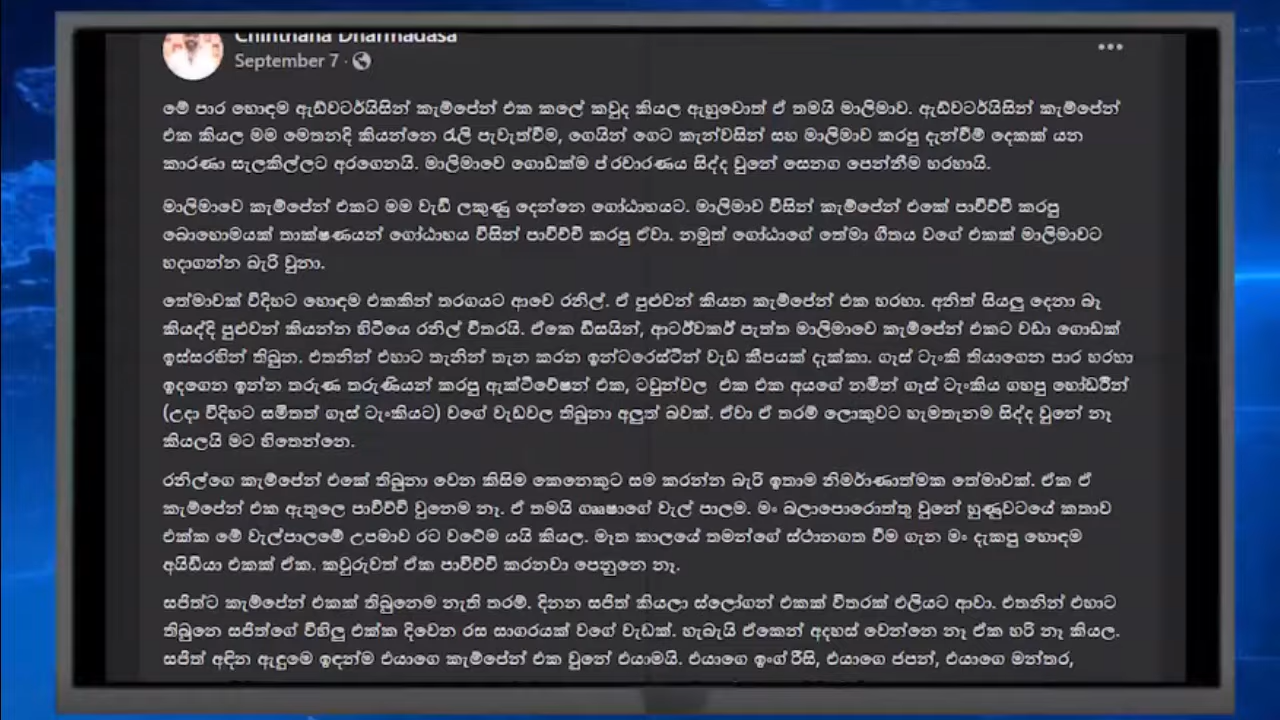 Chinthana Dharmadasa
September 7
මේ පාර හොඳම ඇඩ්වටර්යිසින් කැම්පේන් එක කලේ කවුද කියල ඇහුවොත් ඒ තමයි මාලිමාව. ඇඩ්වටර්යිසින් කැම්පේන්
එක කියල මම මෙතනදි කියන්නෙ රැලි පැවැත්වීම, ගෙයින් ගෙට කැන්වසින් සහ මාලිමාව කරපු දැන්වීම් දෙකක් යන
කාරණා සැලකිල්ලට අරගෙනයි. මාලිමාවෙ ගොඩක්ම ප්‍රචාරණය සිද්ද වුනේ සෙනග පෙන්නීම හරහායි.
මාලිමාවෙ කැම්පේන් එකට මම වැඩි ලකුණු දෙන්නෙ ගෝඨාභයට. මාලිමාව විසින් කැම්පේන් එකේ පාවිච්චි කරපු
බොහොමයක් තාක්ෂණයන් ගෝඨාභය විසින් පාවිච්චි කරපු ඒවා. නමුත් ගෝඨාගේ තේමා ගීතය වගේ එකක් මාලිමාවට
හදාගන්න බැරි වුනා.
තේමාවක් විදිහට හොඳම එකකින් තරගයට ආවෙ රනිල්. ඒ පුළුවන් කියන කැම්පේන් එක හරහා. අනිත් සියලු දෙනා බෑ
කියද්දි පුළුවන් කියන්න හිටියෙ රනිල් විතරයි. ඒකෙ ඩිසයින්, ආර්ට්වර්ක් පැත්ත මාලිමාවෙ කැම්පේන් එකට වඩා ගොඩක්
ඉස්සරහින් තිබුන. එතනින් එහාට තැනින් තැන කරන ඉන්ටරෙස්ටින් වැඩ කීපයක් දැක්කා. ගෑස් ටැංකි තියාගෙන පාර හරහා
ඉඳගෙන ඉන්න තරුණ තරුණියන් කරපු ඇක්ටිවේෂන් එක, ටවුන්වල එක එක අයගේ නමින් ගෑස් ටැංකිය ගහපු හෝඩරින්
(උදා විදිහට සමිතත් ගෑස් ටැංකියට) වගේ වැඩවල තිබුනා අලුත් බවක්. ඒවා ඒ තරම් ලොකුවට හැමතැනම සිද්ද වුනේ නෑ
කියලයි මට හිතෙන්නෙ.
රනිල්ගෙ කැම්පේන් එකේ තිබුනා වෙන කිසිම කෙනෙකුට සම කරන්න බැරි ඉතාම නිර්මාණාත්මක තේමාවක්. ඒක ඒ
කැම්පේන් එක ඇතුලෙ පාවිච්චි වුනෙම නෑ. ඒ තමයි ගෲෂාගේ වැල් පාලම. මං බලාපොරොත්තු වුනේ හුණුවටයේ කතාව
එක්ක මේ වැල්පාලමේ උපමාව රට වටේම යයි කියල. මෑත කාලයේ තමන්ගේ ස්ථානගත වීම ගැන මං දැකපු හොඳම
අයිඩියා එකක් ඒක. කවුරුවත් ඒක පාවිච්චි කරනවා පෙනුනෙ නෑ.
සජිත්ට කැම්පේන් එකක් තිබුනෙම නැති තරම්. දිනන සජිත් කියලා ස්ලෝගන් එකක් විතරක් එලියට ආවා. එතනින් එහාට
තිබුනෙ සජිත්ගේ විහිලු එක්ක දිවෙන රස සාගරයක් වගේ වැඩක්. හැබැයි ඒකෙන් අදහස් වෙන්නෙ නෑ ඒක හරි නෑ කියල.
සජිත් අඳින ඇඳුමෙ ඉඳන්ම එයාගෙ කැම්පේන් එක වුනේ එයාමයි. එයාගෙ ඉංග්‍රීසි, එයාගෙ ජපන්, එයාගෙ මන්තර,